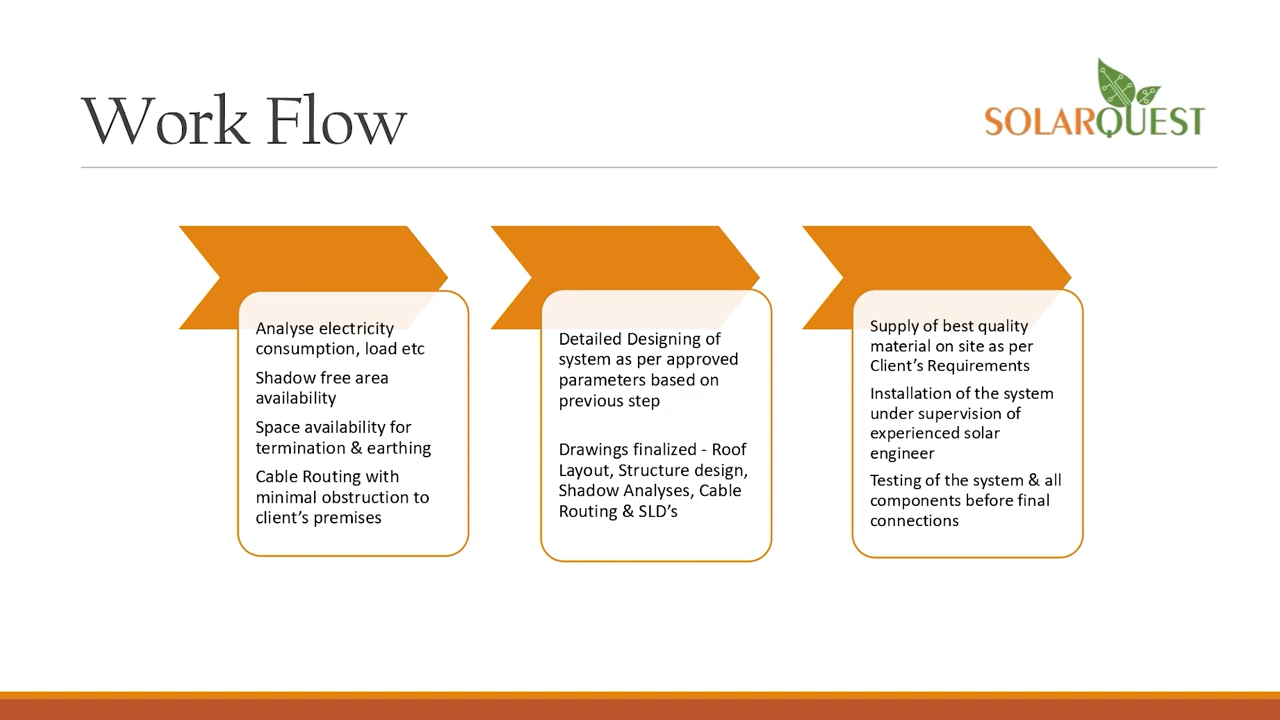 Work Flow
SOLARQUEST
Analyse electricity
consumption, load etc
Shadow free area
availability
Space availability for
termination & earthing
Cable Routing with
minimal obstruction to
client’s premises
Detailed Designing of
system as per approved
parameters based on
previous step
Drawings finalized - Roof
Layout, Structure design,
Shadow Analyses, Cable
Routing & SLD’s
Supply of best quality
material on site as per
Client’s Requirements
Installation of the system
under supervision of
experienced solar
engineer
Testing of the system & all
components before final
connections